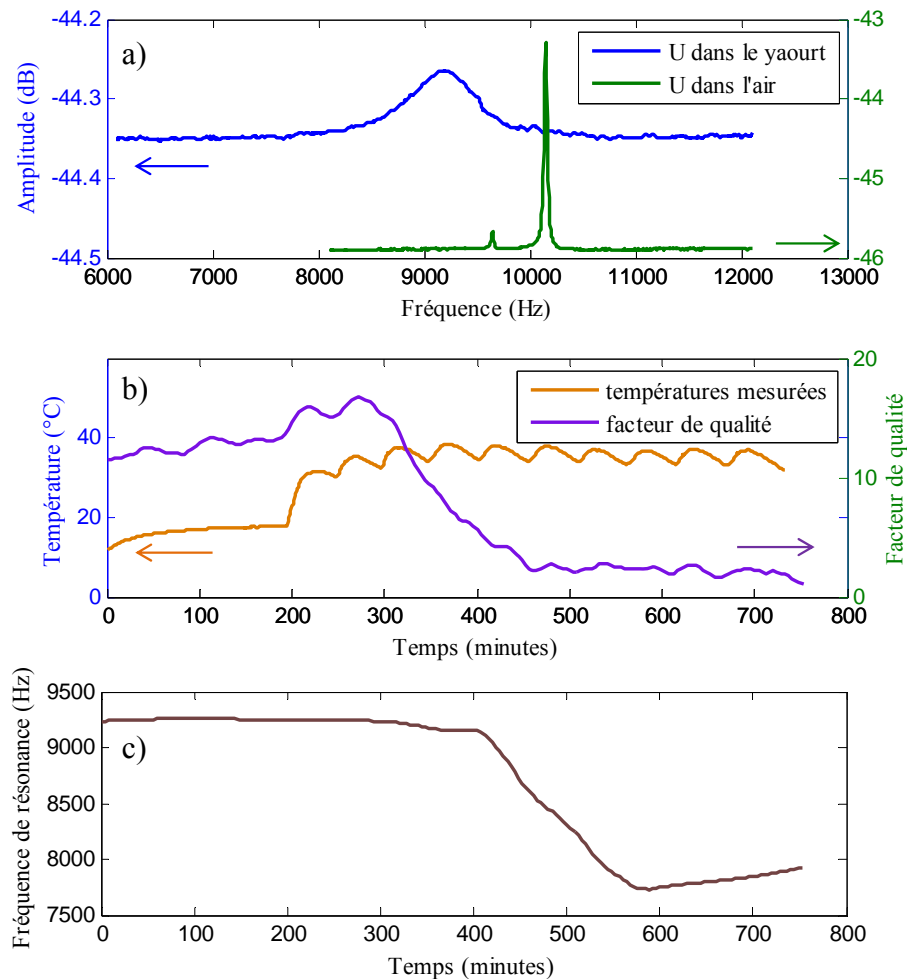 a)
Amplitude (dB)
-44.2
-44.3
-44.4
-44.5
-43
-44
-45
-46
U dans le yaourt
U dans l'air
6000 7000 8000 9000 10000 11000 12000 13000
Fréquence (Hz)
b)
Température (°C)
40
20
0
20
10
0
Facteur de qualité
températures mesurées
facteur de qualité
0 100 200 300 400 500 600 700 800
Temps (minutes)
c)
Fréquence de résonance (Hz)
9500
9000
8500
8000
7500
0 100 200 300 400 500 600 700 800
Temps (minutes)